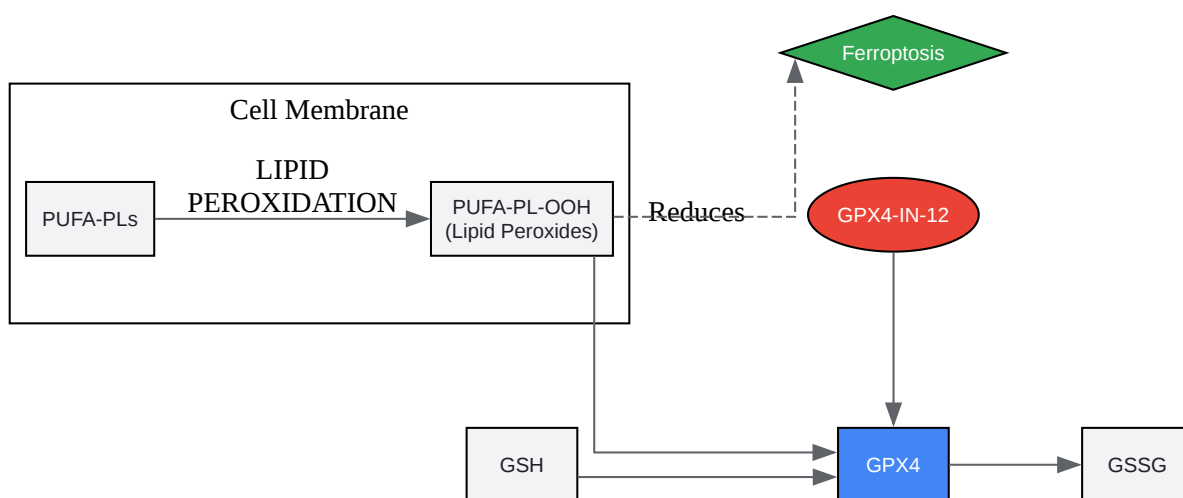 Ferroptosis
Cell Membrane
LIPID
PEROXIDATION
PUFA-PLs
PUFA-PL-OOH
(Lipid Peroxides)
Reduces
GPX4-IN-12
GSH
GPX4
GSSG